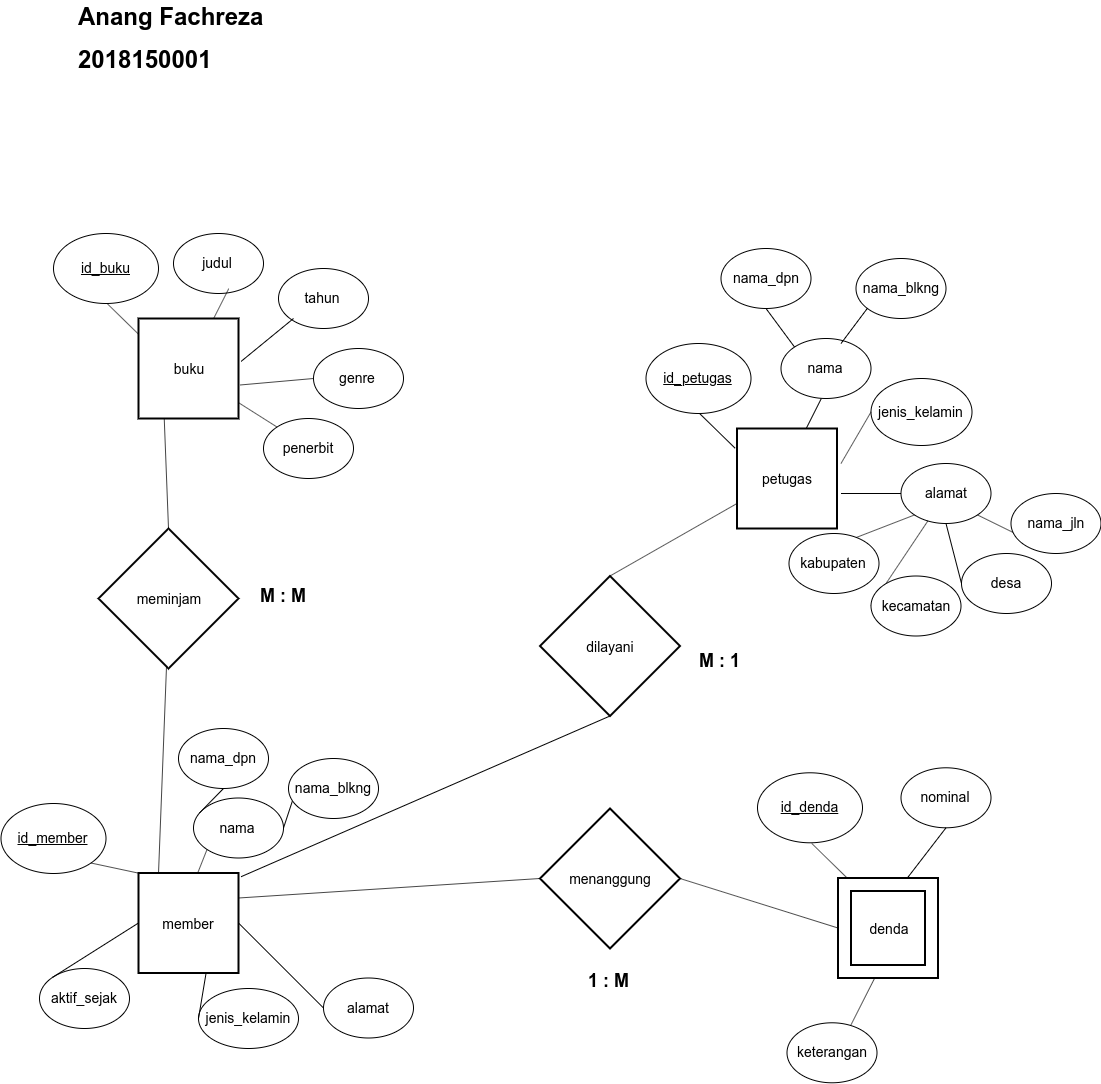 Anang Fachreza
2018150001
id_buku
judul
tahun
buku
genre
penerbit
meminjam
M : M
nama_dpn
nama_blkng
nama
id_petugas
jenis_kelamin
petugas
alamat
nama_jln
kabupaten
desa
kecamatan
dilayani
M : 1
nama_dpn
nama_blkng
nama
id_member
member
aktif_sejak
jenis_kelamin
alamat
menanggung
1 : M
id_denda
nominal
denda
keterangan